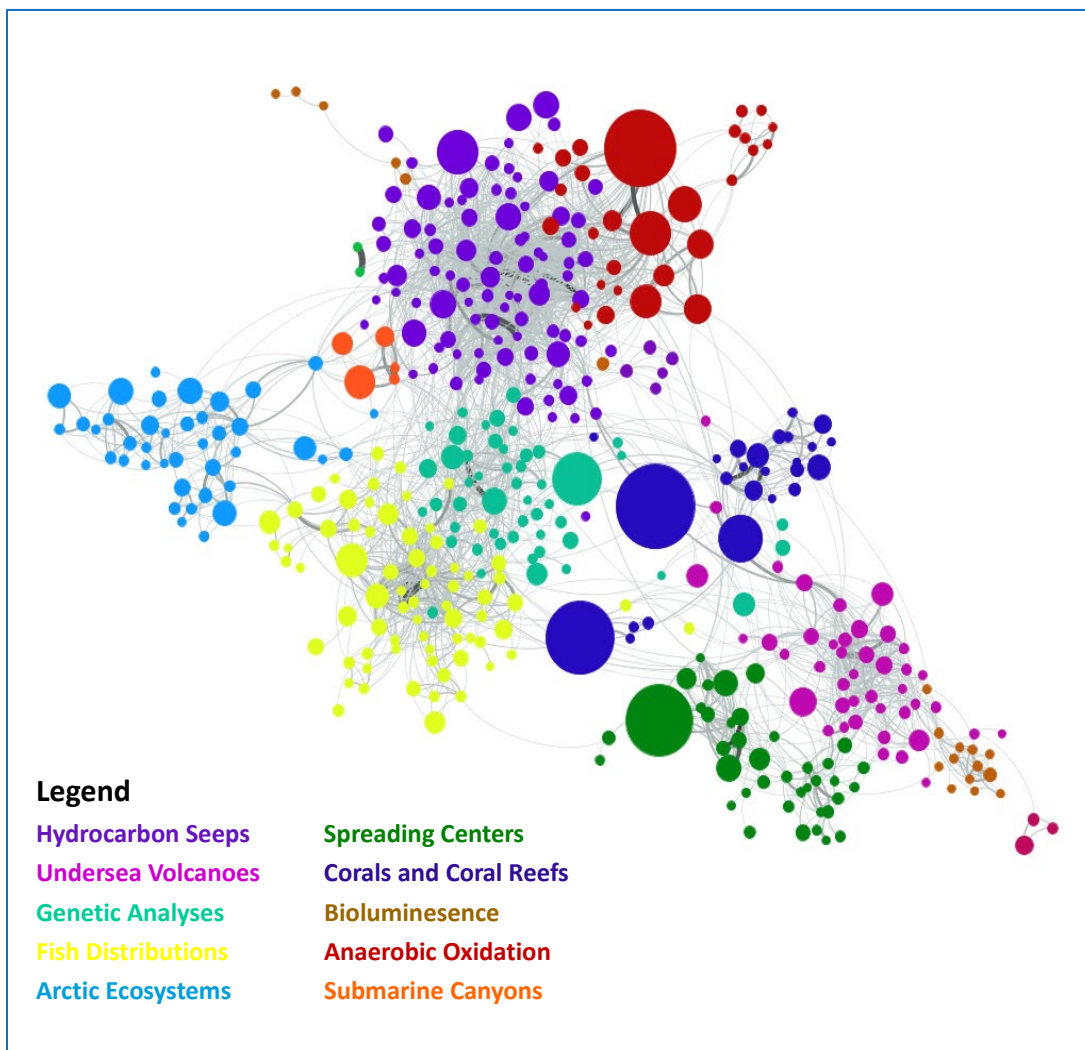 Legend
Hydrocarbon Seeps
Undersea Volcanoes
Genetic Analyses
Fish Distributions
Arctic Ecosystems
Spreading Centers
Corals and Coral Reefs
Bioluminesence
Anaerobic Oxidation
Submarine Canyons